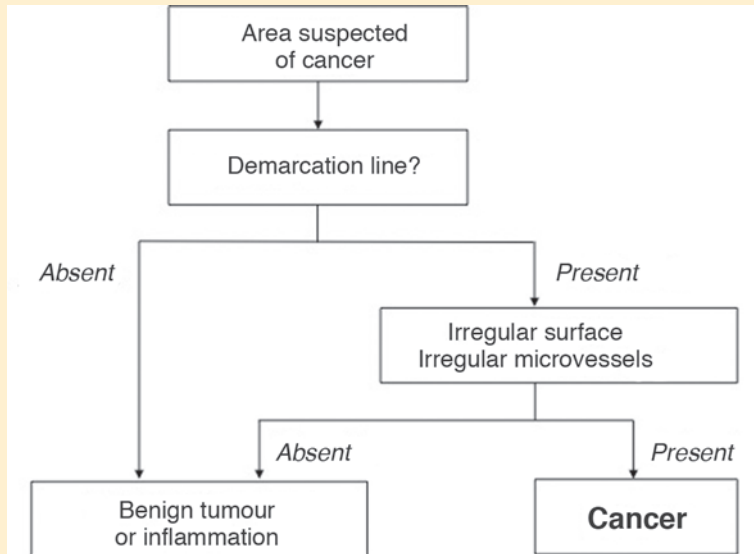 Area suspected
of cancer
Demarcation line?
Absent
Present
Irregular surface
Irregular microvessels
Absent
Present
Benign tumour
or inflammation
Cancer